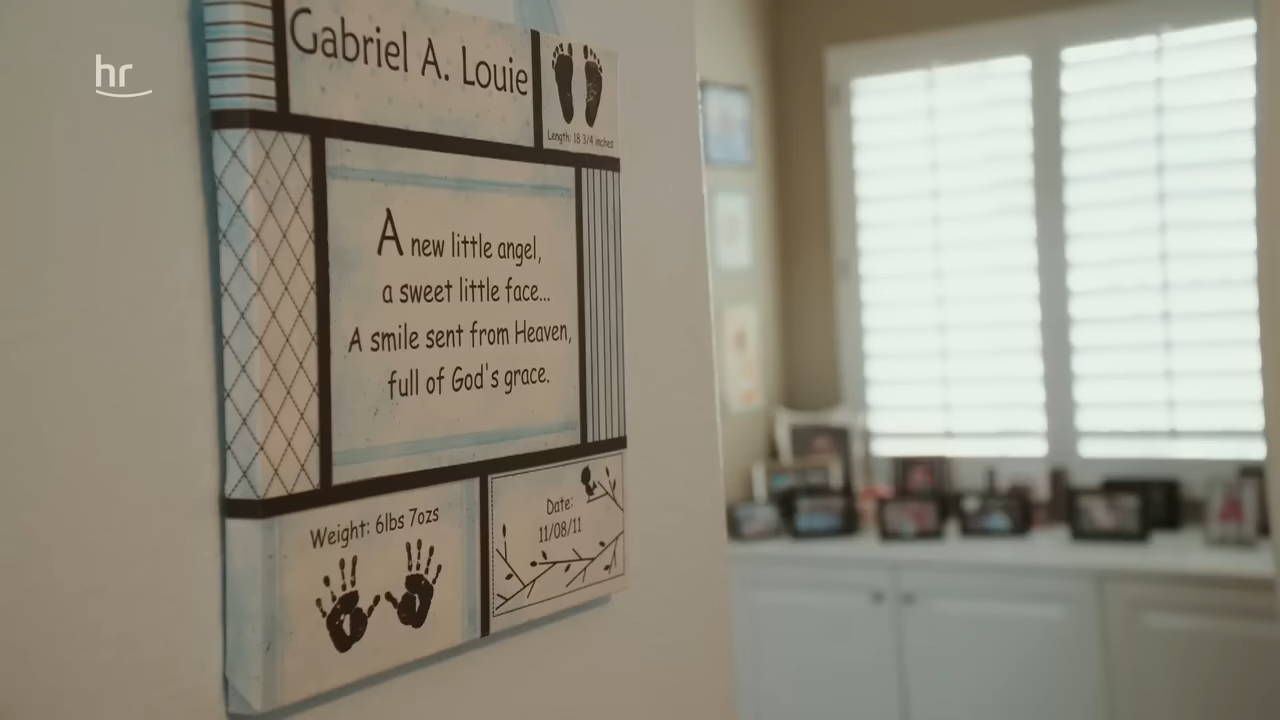 hr
Gabriel A. Louie
Length: 18 3/4 inches
A new little angel,
a sweet little face...
A smile sent from Heaven,
full of God's grace.
Weight: 6lbs 7ozs
Date:
11/08/11